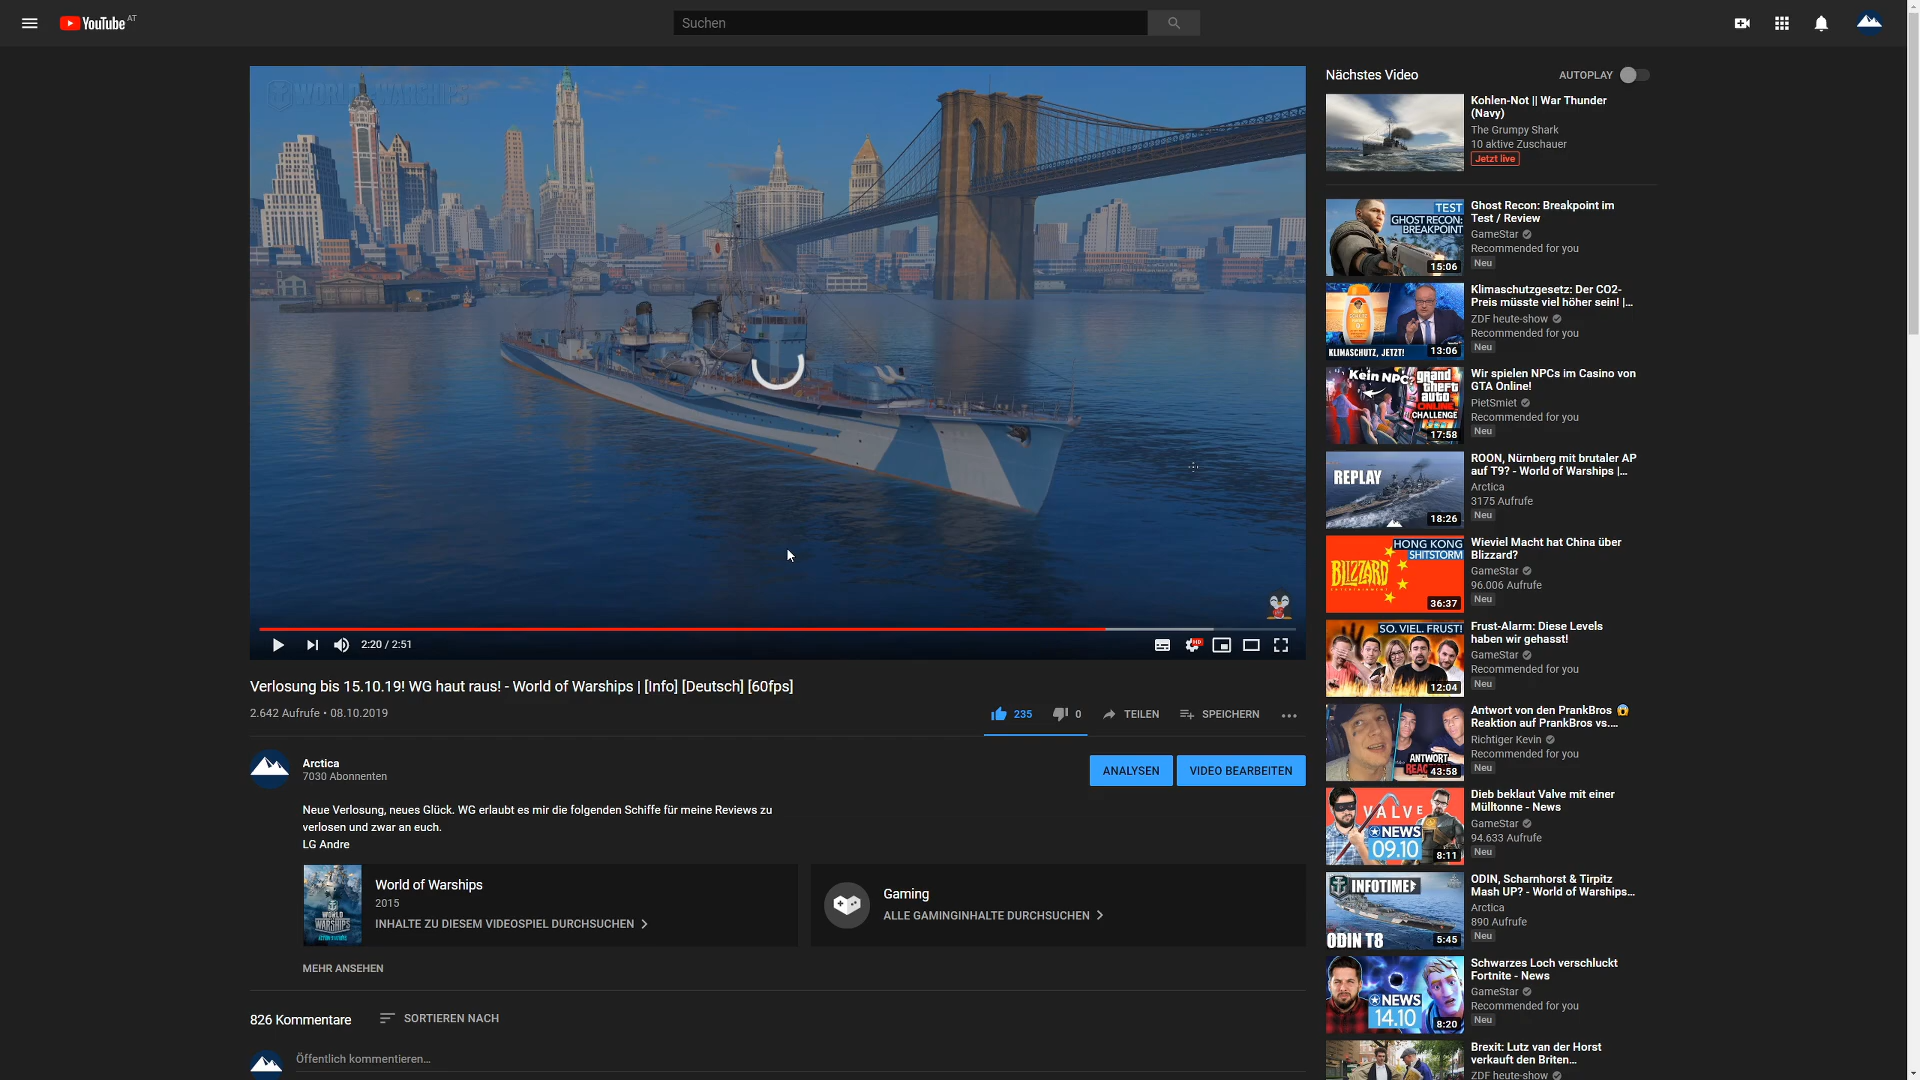 YouTube AT
Suchen
WORLD OF WARSHIPS
2:20 / 2:51
Verlosung bis 15.10.19! WG haut raus! - World of Warships | [Info] [Deutsch] [60fps]
2.642 Aufrufe • 08.10.2019
235
0
TEILEN
SPEICHERN
Arctica
7030 Abonnenten
ANALYSEN
VIDEO BEARBEITEN
Neue Verlosung, neues Glück. WG erlaubt es mir die folgenden Schiffe für meine Reviews zu
verlosen und zwar an euch.
LG Andre
WORLD OF
WARSHIPS
World of Warships
2015
INHALTE ZU DIESEM VIDEOSPIEL DURCHSUCHEN
Gaming
ALLE GAMINGINHALTE DURCHSUCHEN
MEHR ANSEHEN
826 Kommentare
SORTIEREN NACH
Öffentlich kommentieren...
Nächstes Video
AUTOPLAY
Kohlen-Not || War Thunder
(Navy)
The Grumpy Shark
10 aktive Zuschauer
Jetzt live
TEST
GHOST RECON:
BREAKPOINT
15:06
Ghost Recon: Breakpoint im
Test / Review
GameStar
Recommended for you
Neu
KLIMASCHUTZ, JETZT!
13:06
Klimaschutzgesetz: Der CO2-
Preis müsste viel höher sein! |...
ZDF heute-show
Recommended for you
Neu
Kein NPC?
grand
theft
auto
ONLINE
CHALLENGE
17:58
Wir spielen NPCs im Casino von
GTA Online!
PietSmiet
Recommended for you
Neu
REPLAY
18:26
ROON, Nürnberg mit brutaler AP
auf T9? - World of Warships |...
Arctica
3175 Aufrufe
Neu
HONG KONG
SHITSTORM
BLIZZARD
ENTERTAINMENT
36:37
Wieviel Macht hat China über
Blizzard?
GameStar
96.006 Aufrufe
Neu
SO. VIEL. FRUST!
12:04
Frust-Alarm: Diese Levels
haben wir gehasst!
GameStar
Recommended for you
Neu
ANTWORT
43:58
Antwort von den PrankBros 😱
Reaktion auf PrankBros vs....
Richtiger Kevin
Recommended for you
Neu
VALVE
NEWS
09.10
8:11
Dieb beklaut Valve mit einer
Mülltonne - News
GameStar
94.633 Aufrufe
Neu
INFOTIME!
ODIN T8
5:45
ODIN, Scharnhorst & Tirpitz
Mash UP? - World of Warships...
Arctica
890 Aufrufe
Neu
NEWS
14.10
8:20
Schwarzes Loch verschluckt
Fortnite - News
GameStar
Recommended for you
Neu
Brexit: Lutz van der Horst
verkauft den Briten...
ZDF heute-show